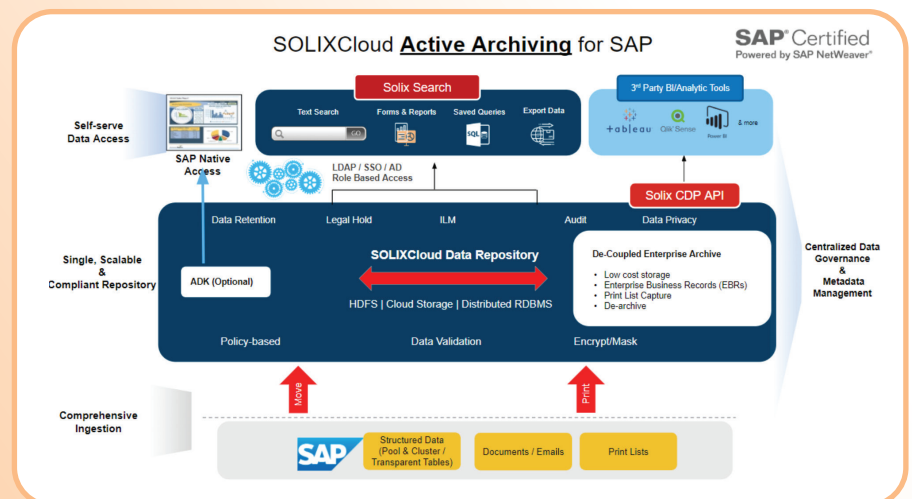 SOLIXCloud Active Archiving for SAP
SAP® Certified
Powered by SAP NetWeaver®
Self-serve
Data Access
SAP Native
Access
Solix Search
Text Search
Forms & Reports
Saved Queries
Export Data
GO
SQL
3rd Party BI/Analytic Tools
+ableau
Qlik Sense
Power BI
& more
LDAP / SSO / AD
Role Based Access
Solix CDP API
Single, Scalable
&
Compliant Repository
Data Retention
Legal Hold
ILM
Audit
Data Privacy
ADK (Optional)
SOLIXCloud Data Repository
HDFS | Cloud Storage | Distributed RDBMS
De-Coupled Enterprise Archive
• Low cost storage
• Enterprise Business Records (EBRs)
• Print List Capture
• De-archive
Policy-based
Data Validation
Encrypt/Mask
Centralized Data
Governance
&
Metadata
Management
Move
Print
Comprehensive
Ingestion
SAP
Structured Data
(Pool & Cluster /
Transparent Tables)
Documents / Emails
Print Lists